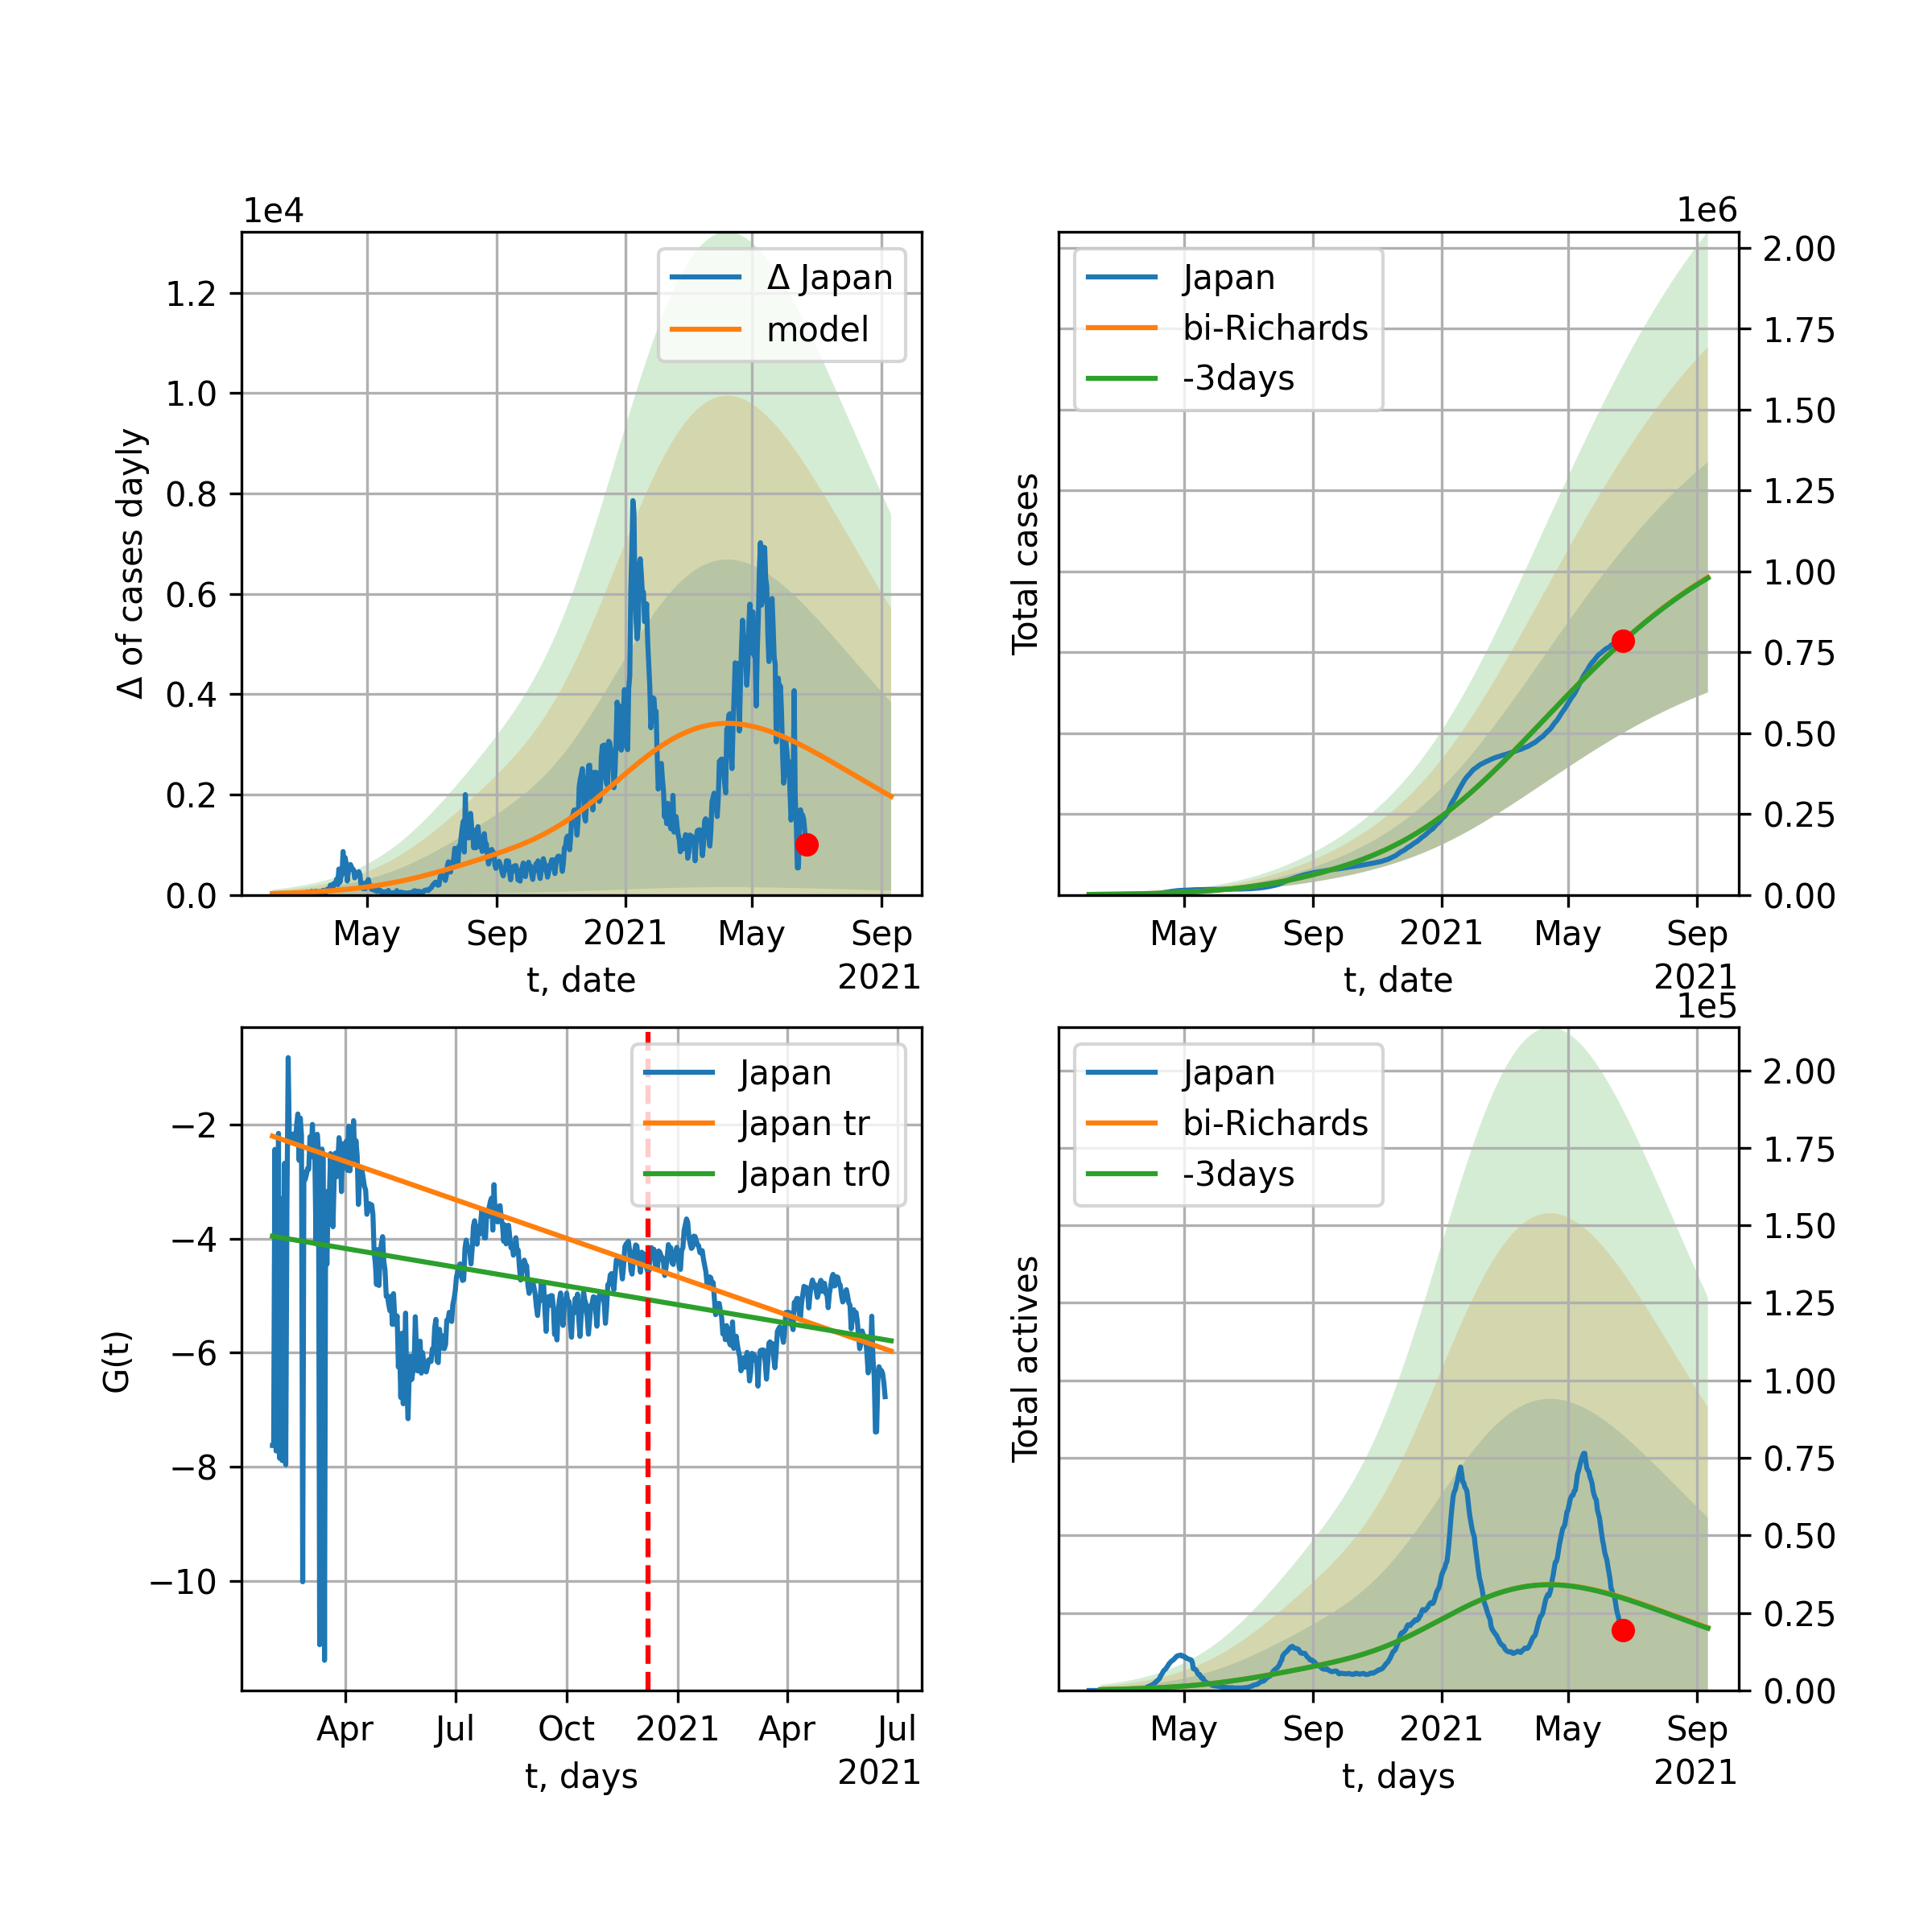 1e4
1.2
1.0
0.8
0.6
0.4
0.2
0.0
Δ of cases dayly
Δ Japan
model
May Sep 2021 May Sep
t, date
2021
1e6
Japan
bi-Richards
-3days
Total cases
2.00
1.75
1.50
1.25
1.00
0.75
0.50
0.25
0.00
May Sep 2021 May Sep
t, date
2021
−2
−4
−6
−8
−10
G(t)
Japan
Japan tr
Japan tr0
Apr Jul Oct 2021 Apr Jul
t, days
2021
1e5
Japan
bi-Richards
-3days
Total actives
2.00
1.75
1.50
1.25
1.00
0.75
0.50
0.25
0.00
May Sep 2021 May Sep
t, days
2021